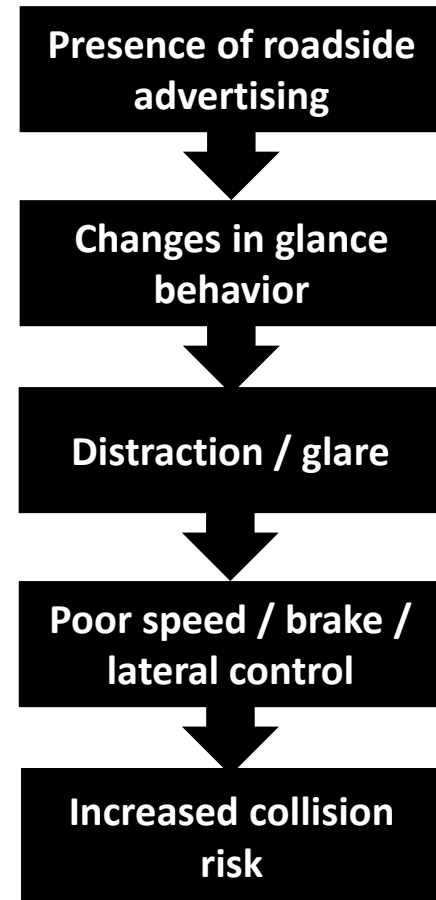 Presence of roadside
advertising
Changes in glance
behavior
Distraction / glare
Poor speed / brake /
lateral control
Increased collision
risk